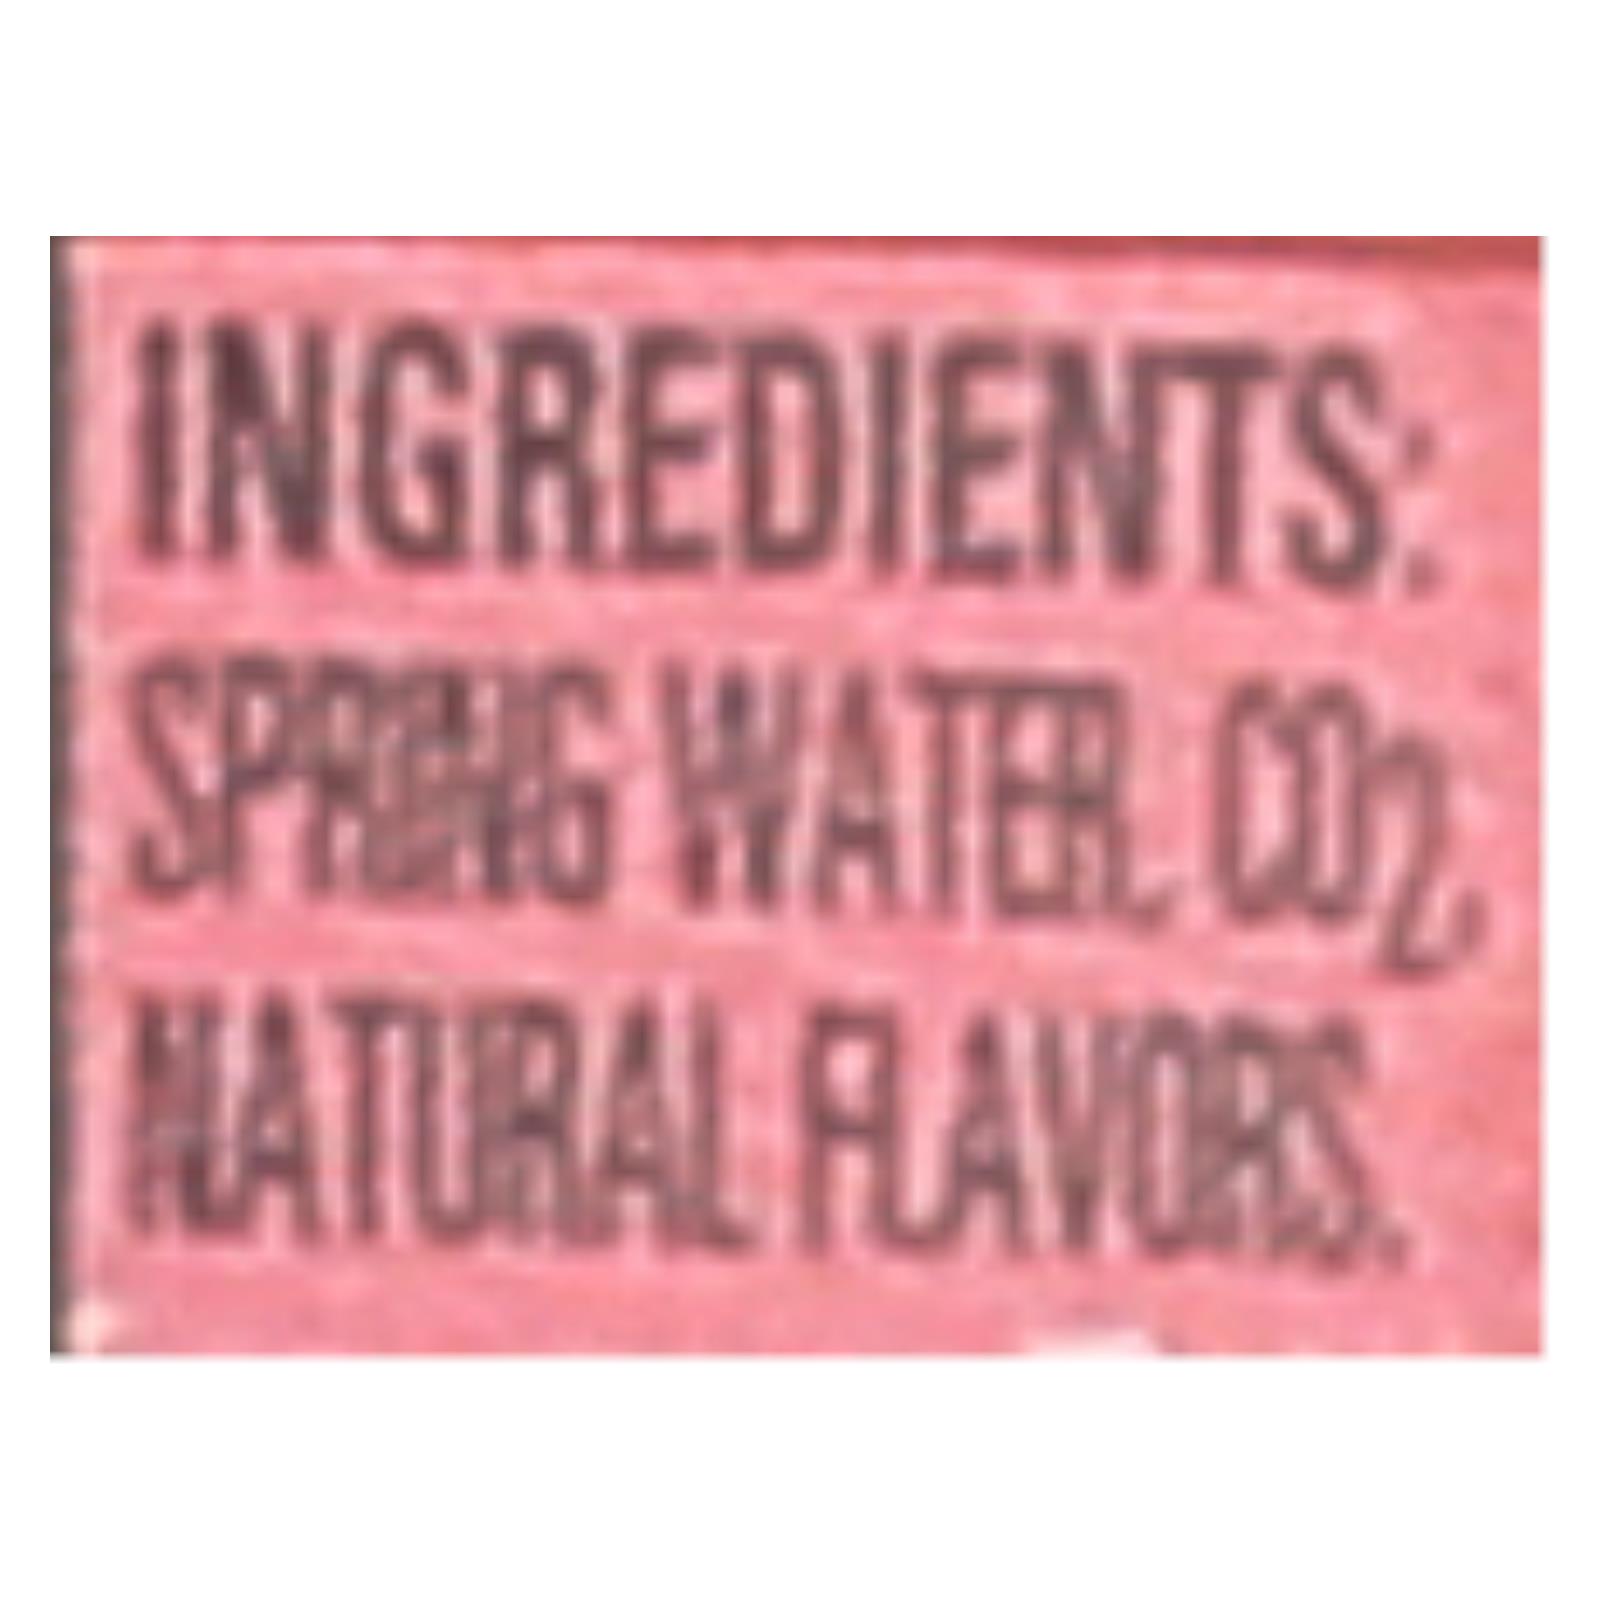 INGREDIENTS:
SPRING WATER, CO2,
NATURAL FLAVORS.